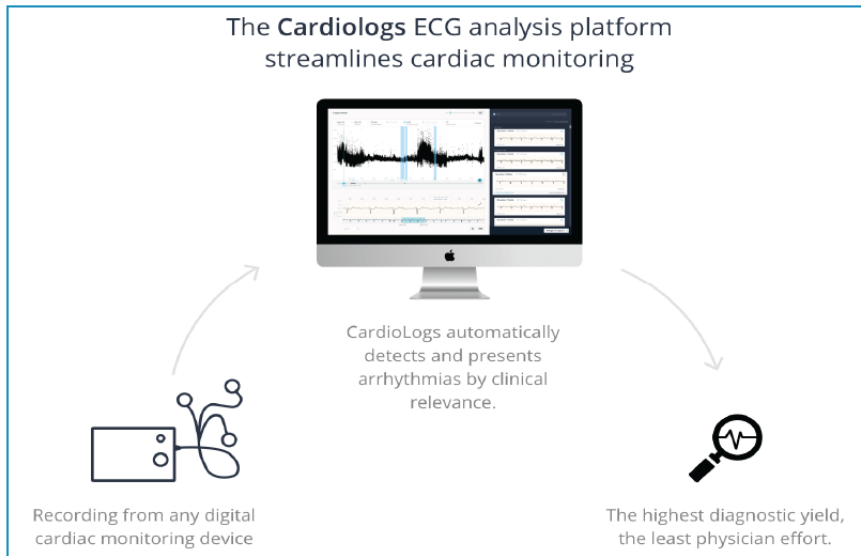 The Cardiologs ECG analysis platform
streamlines cardiac monitoring
CardioLogs automatically
detects and presents
arrhythmias by clinical
relevance.
Recording from any digital
cardiac monitoring device
The highest diagnostic yield,
the least physician effort.